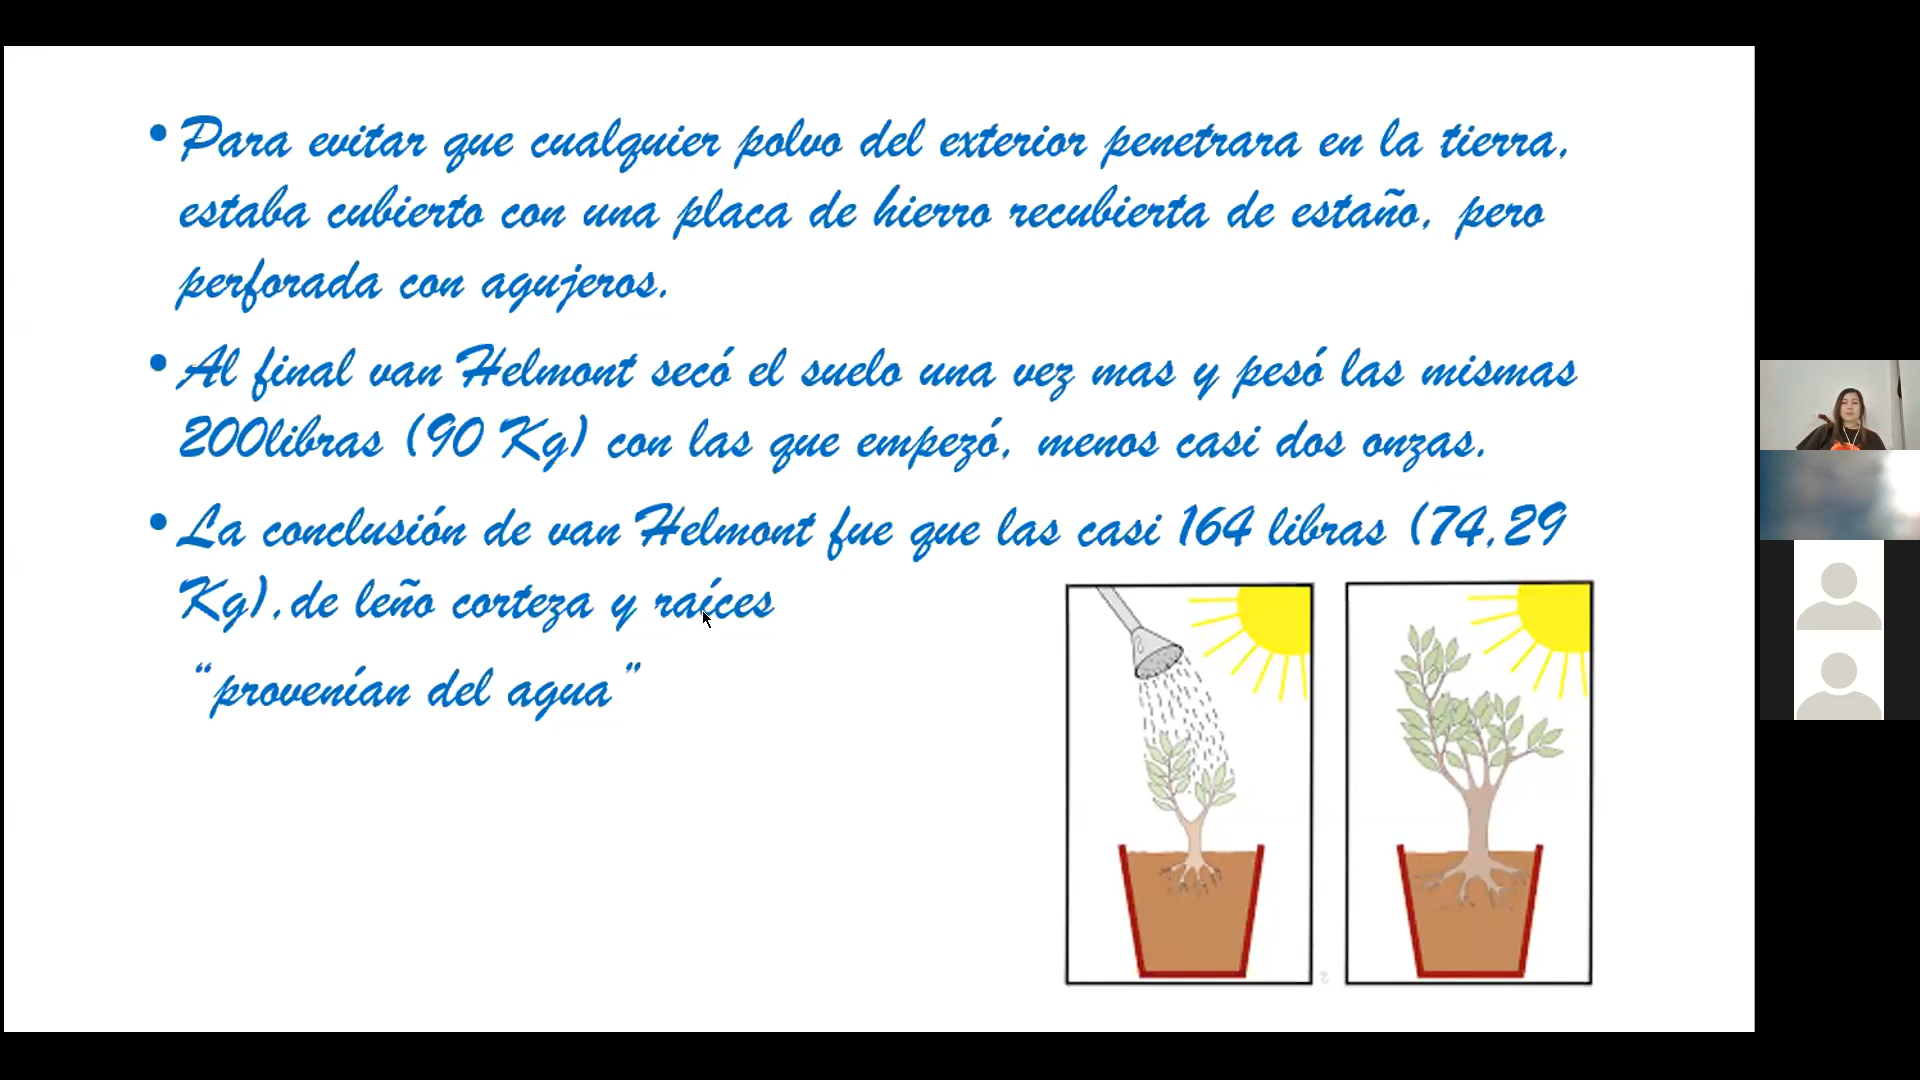 • Para evitar que cualquier polvo del exterior penetrara en la tierra,
estaba cubierto con una placa de hierro recubierta de estaño, pero
perforada con agujeros.
• Al final van Helmont secó el suelo una vez mas y pesó las mismas
200libras (90 Kg) con las que empezó, menos casi dos onzas.
• La conclusión de van Helmont fue que las casi 164 libras (74,29
Kg),de leño corteza y raíces
“provenían del agua”